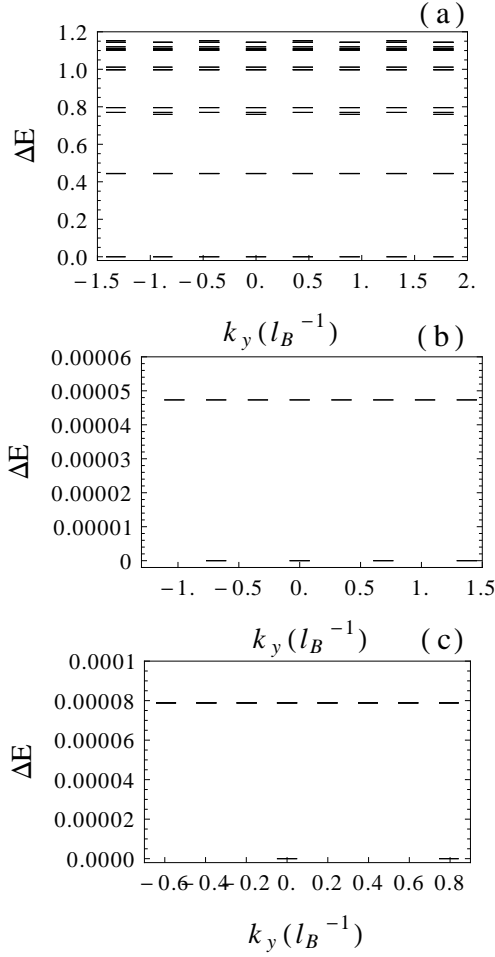 (a)
1.2
1.0
0.8
0.6
0.4
0.2
0.0
ΔE
−1.5 −1. −0.5 0. 0.5 1. 1.5 2.
k_y(l_B^{-1})
(b)
0.00006
0.00005
0.00004
0.00003
0.00002
0.00001
0
ΔE
−1. −0.5 0. 0.5 1. 1.5
k_y(l_B^{-1})
(c)
0.0001
0.00008
0.00006
0.00004
0.00002
0.0000
ΔE
−0.6 −0.4 −0.2 0. 0.2 0.4 0.6 0.8
k_y(l_B^{-1})